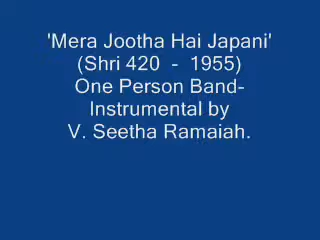 'Mera Jootha Hai Japani'
(Shri 420  -  1955)
One Person Band-
Instrumental by
V. Seetha Ramaiah.